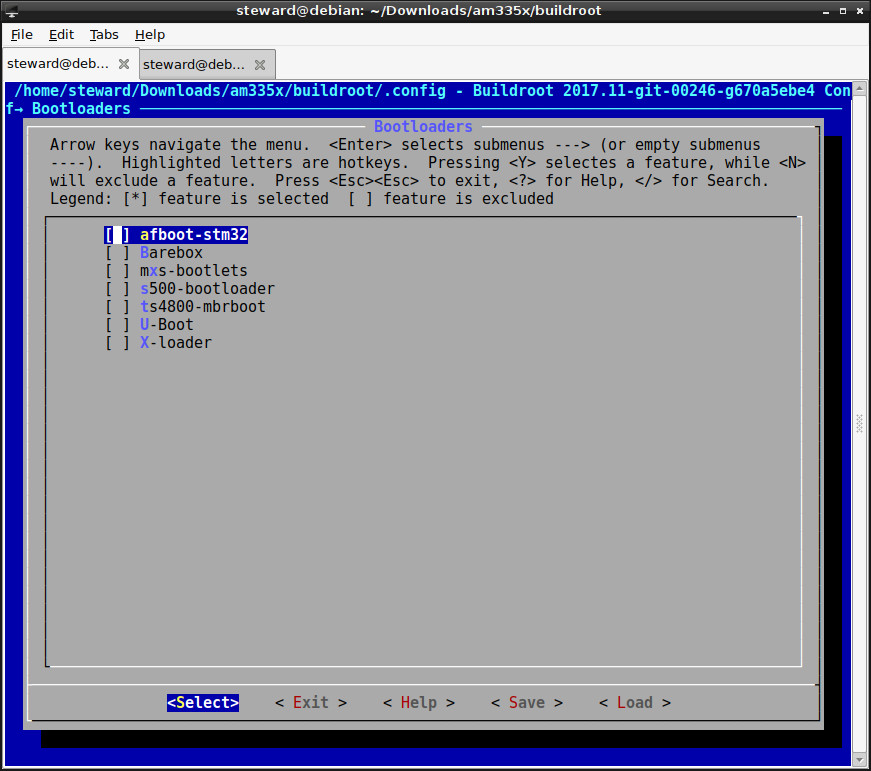 steward@debian: ~/Downloads/am335x/buildroot
File Edit Tabs Help
steward@deb... steward@deb...
/home/steward/Downloads/am335x/buildroot/.config - Buildroot 2017.11-git-00246-g670a5ebe4 Con
f→ Bootloaders
Bootloaders
Arrow keys navigate the menu. <Enter> selects submenus ---> (or empty submenus
----). Highlighted letters are hotkeys. Pressing <Y> selectes a feature, while <N>
will exclude a feature. Press <Esc><Esc> to exit, <?> for Help, </> for Search.
Legend: [*] feature is selected [ ] feature is excluded
[ ] afboot-stm32
[ ] Barebox
[ ] mxs-bootlets
[ ] s500-bootloader
[ ] ts4800-mbrboot
[ ] U-Boot
[ ] X-loader
<Select> < Exit > < Help > < Save > < Load >